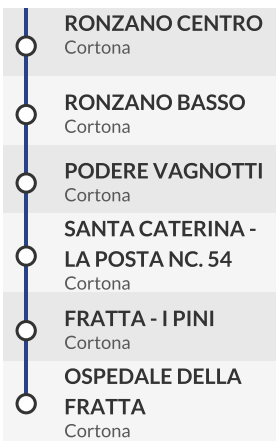 RONZANO CENTRO
Cortona
RONZANO BASSO
Cortona
PODERE VAGNOTTI
Cortona
SANTA CATERINA -
LA POSTA NC. 54
Cortona
FRATTA - I PINI
Cortona
OSPEDALE DELLA
FRATTA
Cortona